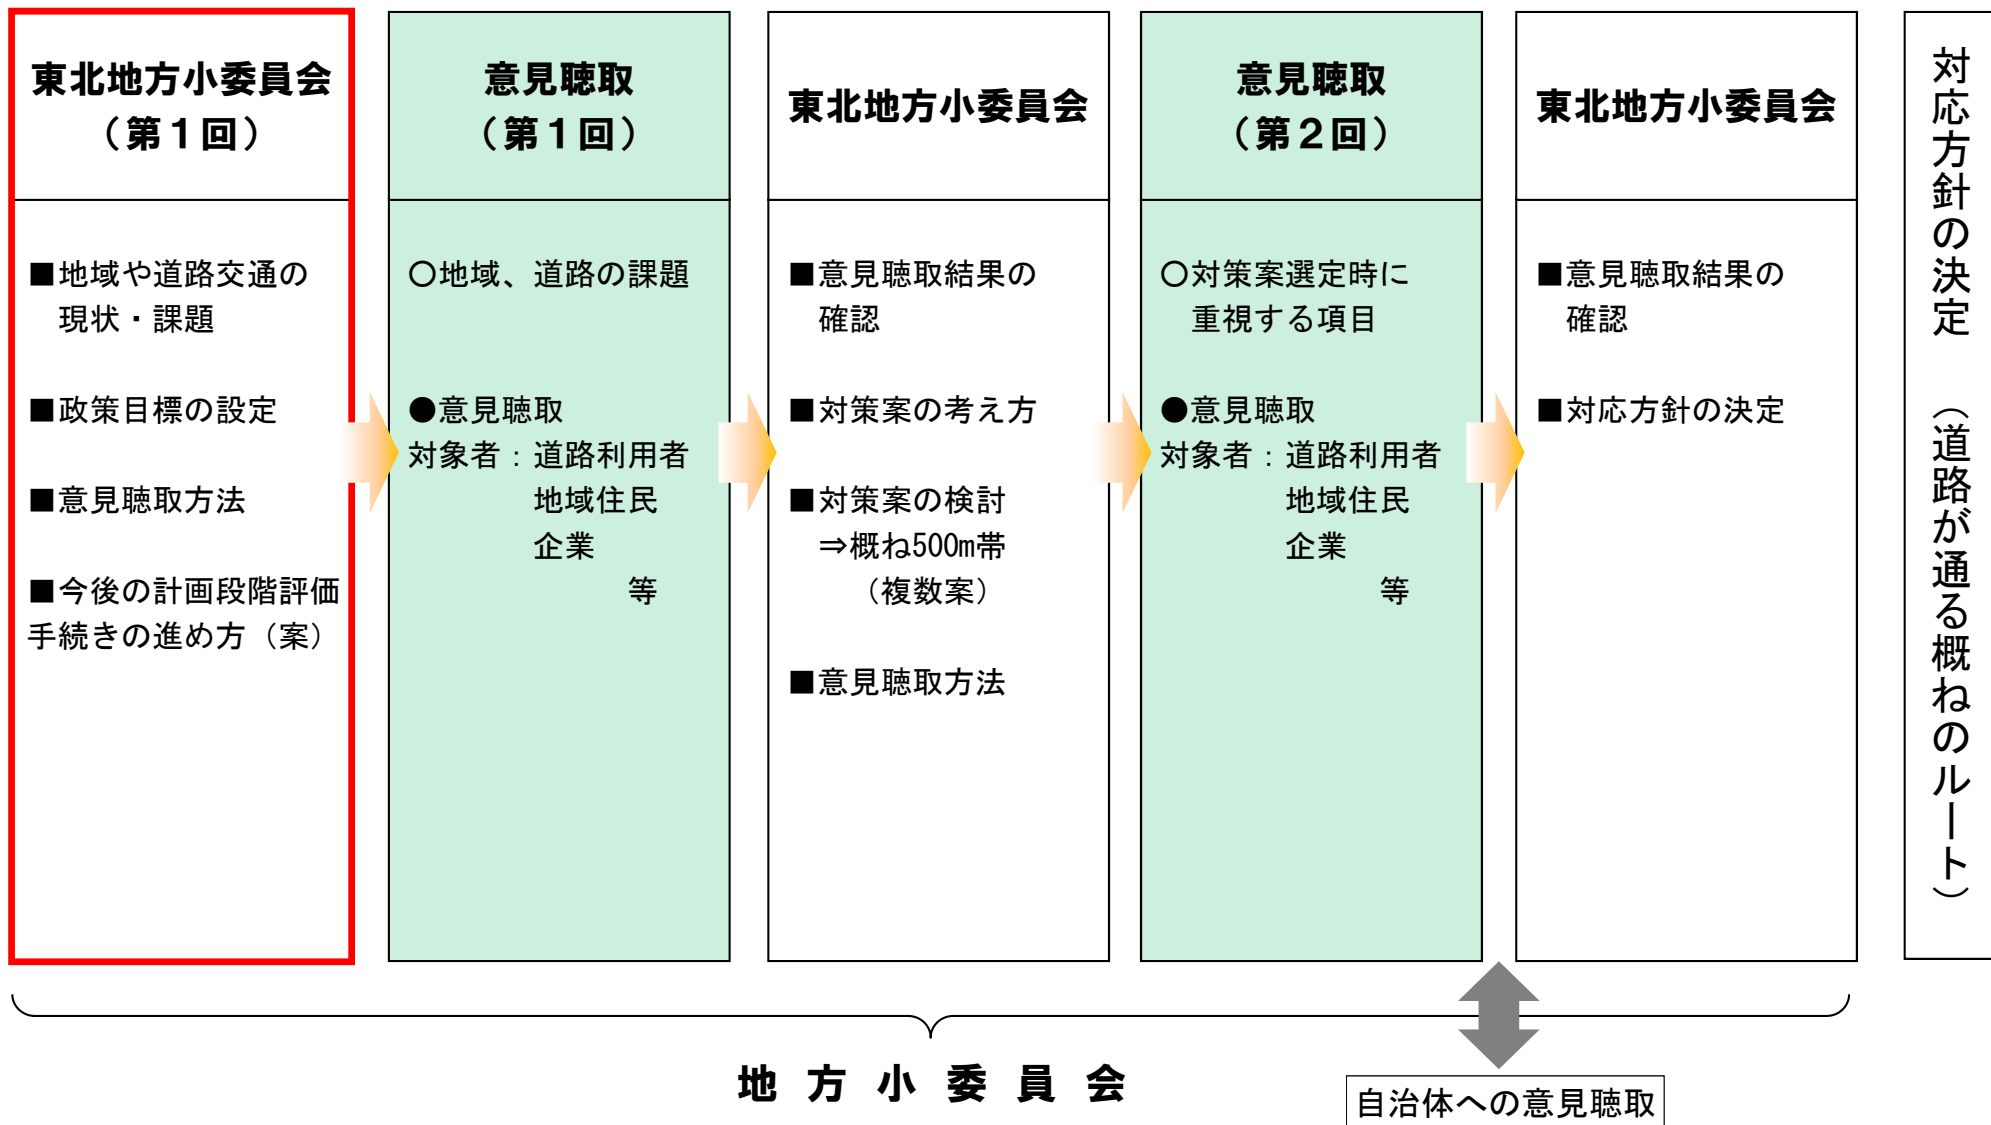 東北地方小委員会
（第１回）
■地域や道路交通の
現状・課題
■政策目標の設定
■意見聴取方法
■今後の計画段階評価
手続きの進め方（案）
意見聴取
（第１回）
○地域、道路の課題
●意見聴取
対象者：道路利用者
地域住民
企業
等
東北地方小委員会
■意見聴取結果の
確認
■対策案の考え方
■対策案の検討
⇒概ね500m帯
（複数案）
■意見聴取方法
意見聴取
（第２回）
○対策案選定時に
重視する項目
●意見聴取
対象者：道路利用者
地域住民
企業
等
東北地方小委員会
■意見聴取結果の
確認
■対応方針の決定
対応方針の決定　（道路が通る概ねのルート）
地方小委員会
自治体への意見聴取